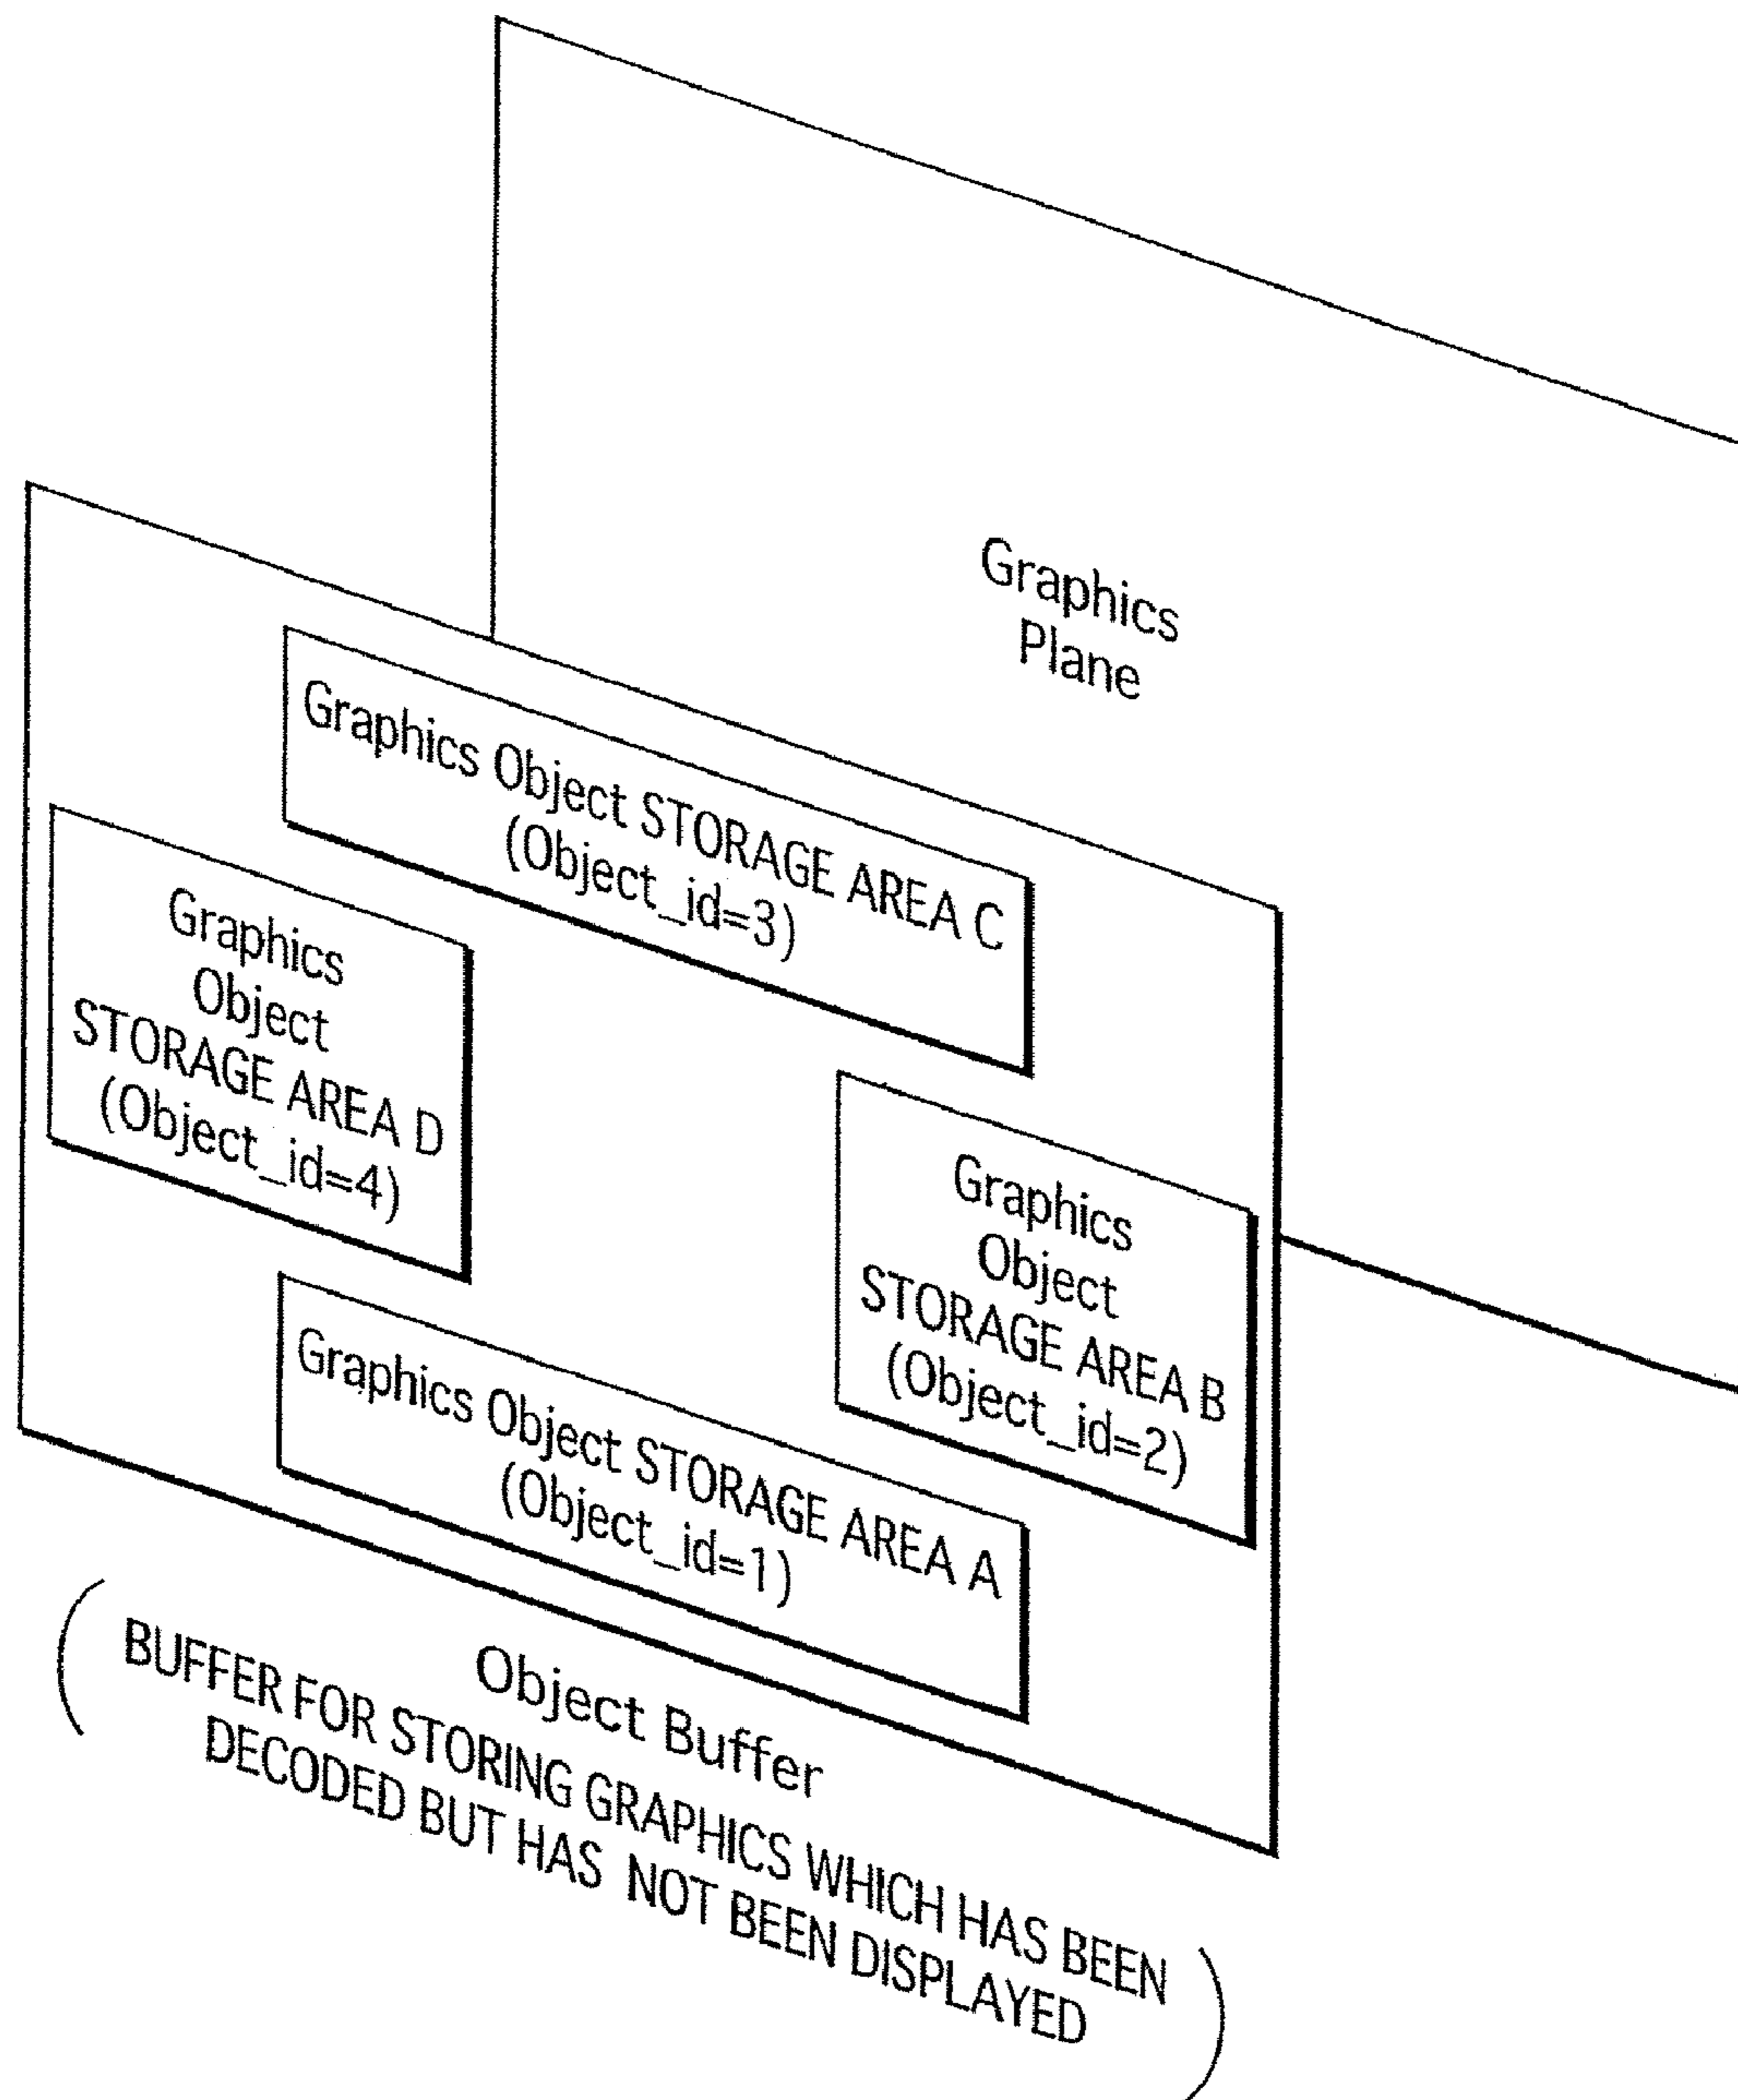 Graphics
Plane
Graphics Object STORAGE AREA C
(Object_id=3)
Graphics
Object
STORAGE AREA D
(Object_id=4)
Graphics
Object
STORAGE AREA B
(Object_id=2)
Graphics Object STORAGE AREA A
(Object_id=1)
Object Buffer
(BUFFER FOR STORING GRAPHICS WHICH HAS BEEN
DECODED BUT HAS NOT BEEN DISPLAYED)